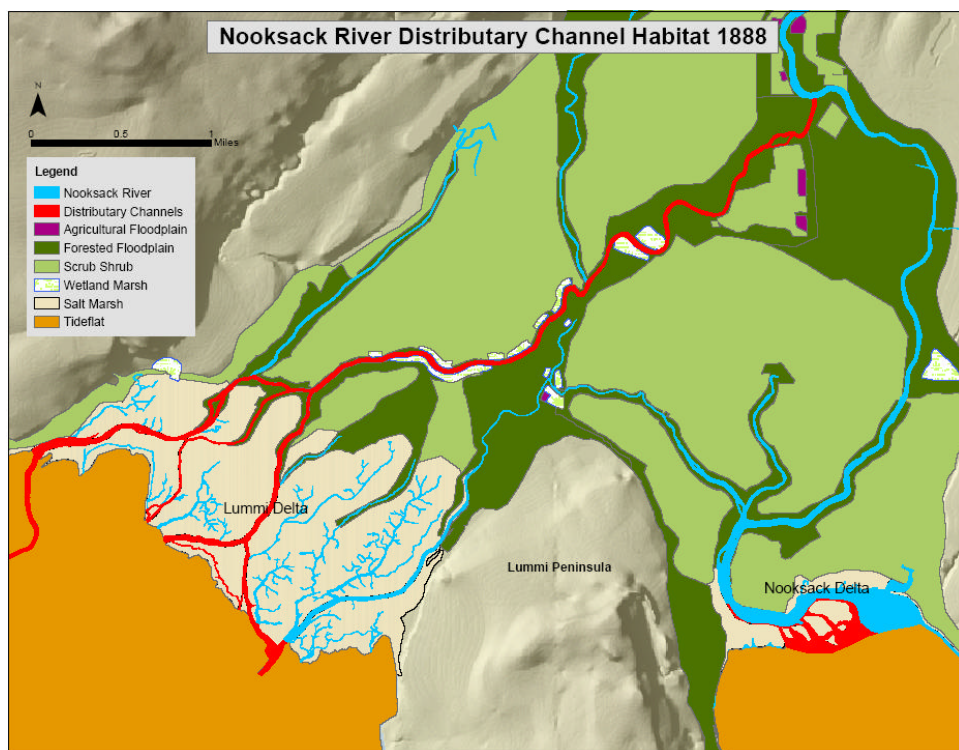 Nooksack River Distributary Channel Habitat 1888
N
0 0.5 1
Miles
Legend
Nooksack River
Distributary Channels
Agricultural Floodplain
Forested Floodplain
Scrub Shrub
Wetland Marsh
Salt Marsh
Tideflat
Lummi Delta
Lummi Peninsula
Nooksack Delta